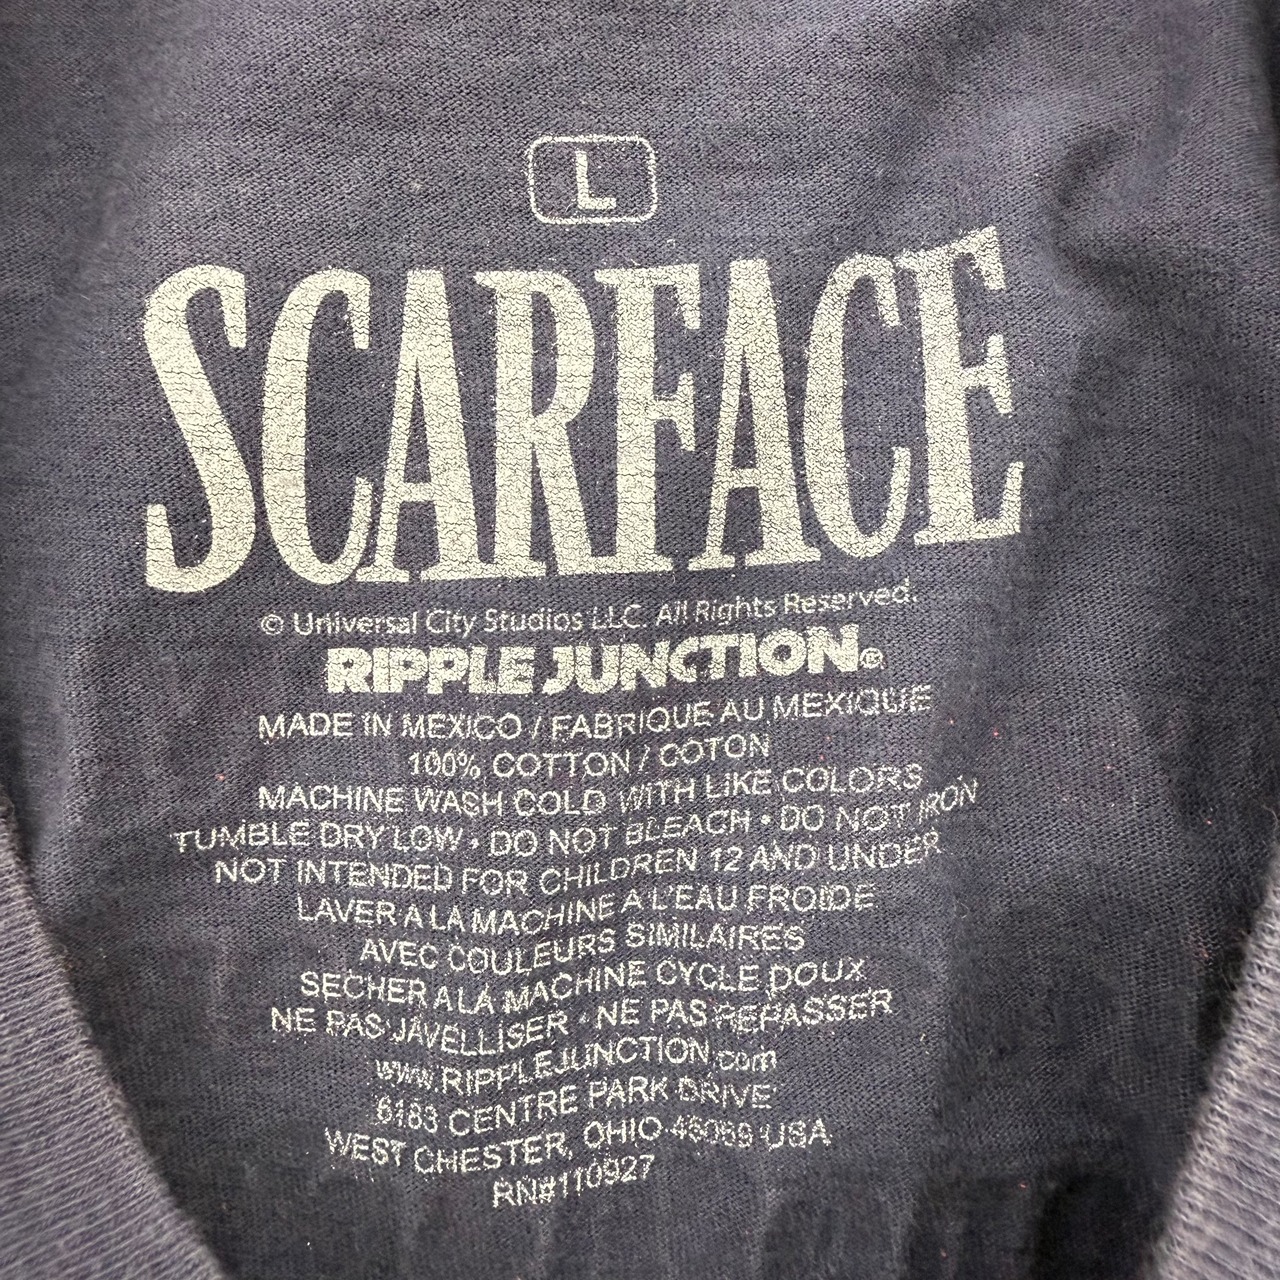 L
SCARFACE
© Universal City Studios LLC. All Rights Reserved.
RIPPLE JUNCTION®
MADE IN MEXICO / FABRIQUE AU MEXIQUE
100% COTTON / COTON
MACHINE WASH COLD WITH LIKE COLORS
TUMBLE DRY LOW • DO NOT BLEACH • DO NOT IRON
NOT INTENDED FOR CHILDREN 12 AND UNDER
LAVER A LA MACHINE A L'EAU FROIDE
AVEC COULEURS SIMILAIRES
SECHER A LA MACHINE CYCLE DOUX
NE PAS JAVELLISER • NE PAS REPASSER
www.RIPPLEJUNCTION.com
6183 CENTRE PARK DRIVE
WEST CHESTER, OHIO 45069 USA
RN#110927